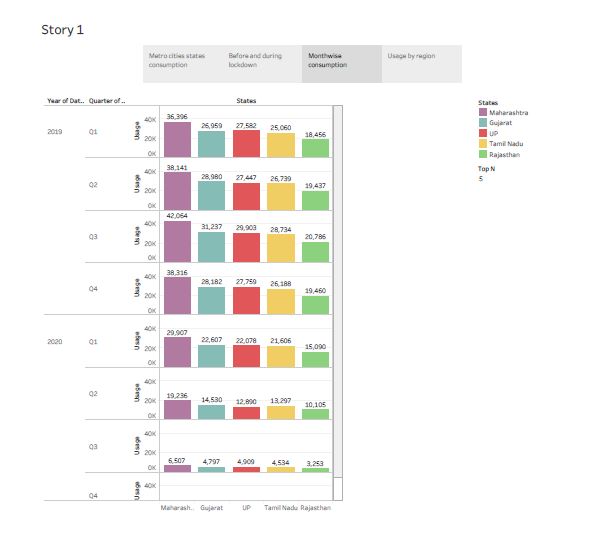 Story 1
Metro cities states consumption
Before and during lockdown
Monthwise consumption
Usage by region
Year of Dat.. Quarter of .. States
2019 Q1 Usage 40K 20K 0K 36,396 26,959 27,582 25,060 18,456
Q2 Usage 40K 20K 0K 38,141 28,980 27,447 26,739 19,437
Q3 Usage 40K 20K 0K 42,064 31,237 29,903 28,734 20,786
Q4 Usage 40K 20K 0K 38,316 28,182 27,759 26,188 19,460
2020 Q1 Usage 40K 20K 0K 29,907 22,607 22,078 21,606 15,090
Q2 Usage 40K 20K 0K 19,236 14,530 12,890 13,297 10,105
Q3 Usage 40K 20K 0K 6,507 4,797 4,909 4,534 3,253
Q4 Usage 40K
Maharash.. Gujarat UP Tamil Nadu Rajasthan
States
Maharashtra
Gujarat
UP
Tamil Nadu
Rajasthan
Top N
5